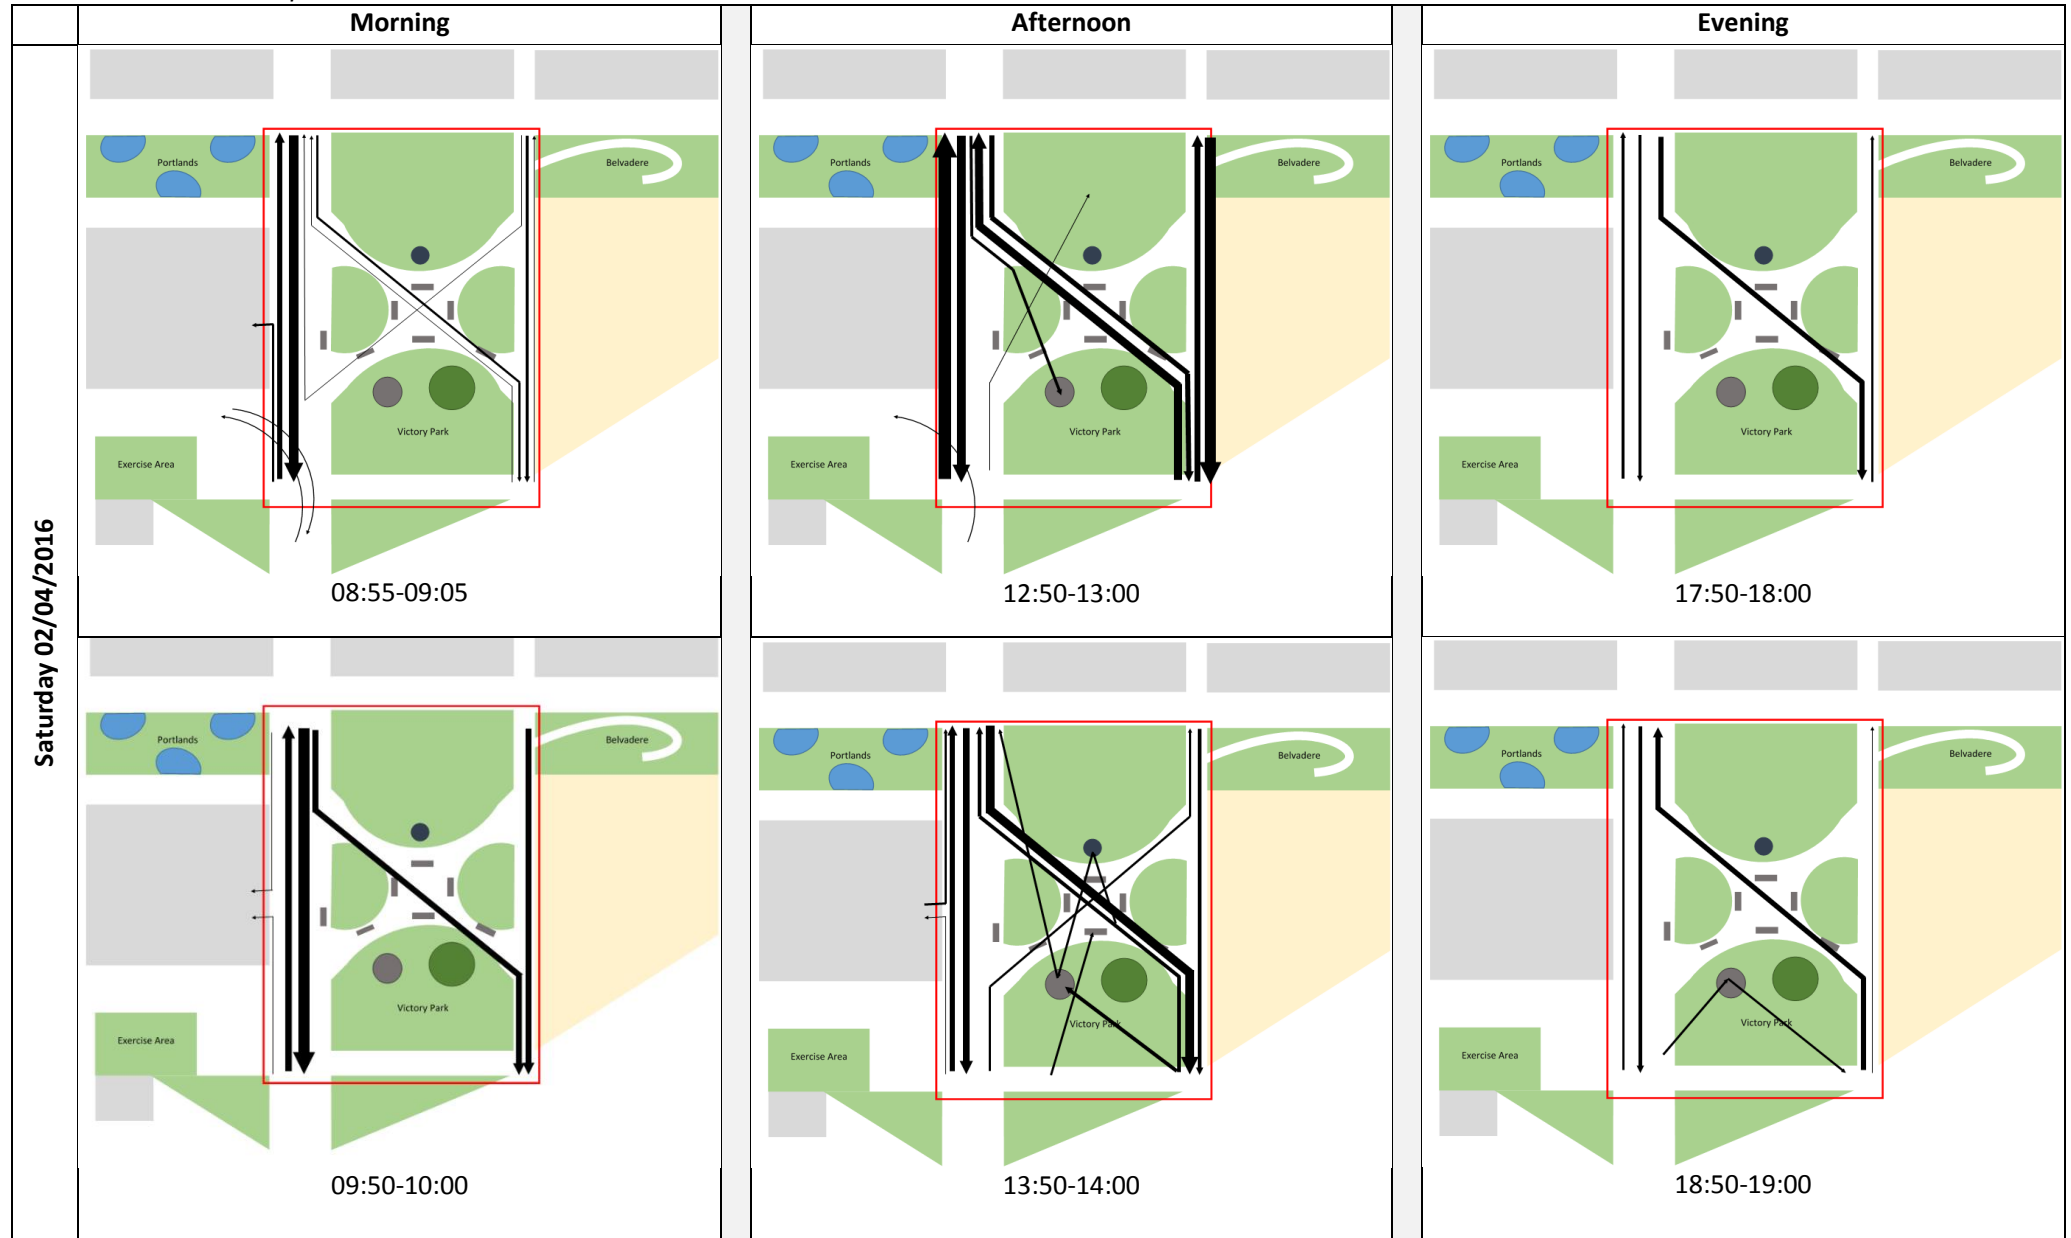 Morning
Afternoon
Evening
Saturday 02/04/2016
Portlands
Belvadere
Victory Park
Exercise Area
08:55-09:05
Portlands
Belvadere
Victory Park
Exercise Area
12:50-13:00
Portlands
Belvadere
Victory Park
Exercise Area
17:50-18:00
Portlands
Belvadere
Victory Park
Exercise Area
09:50-10:00
Portlands
Belvadere
Victory Park
Exercise Area
13:50-14:00
Portlands
Belvadere
Victory Park
Exercise Area
18:50-19:00